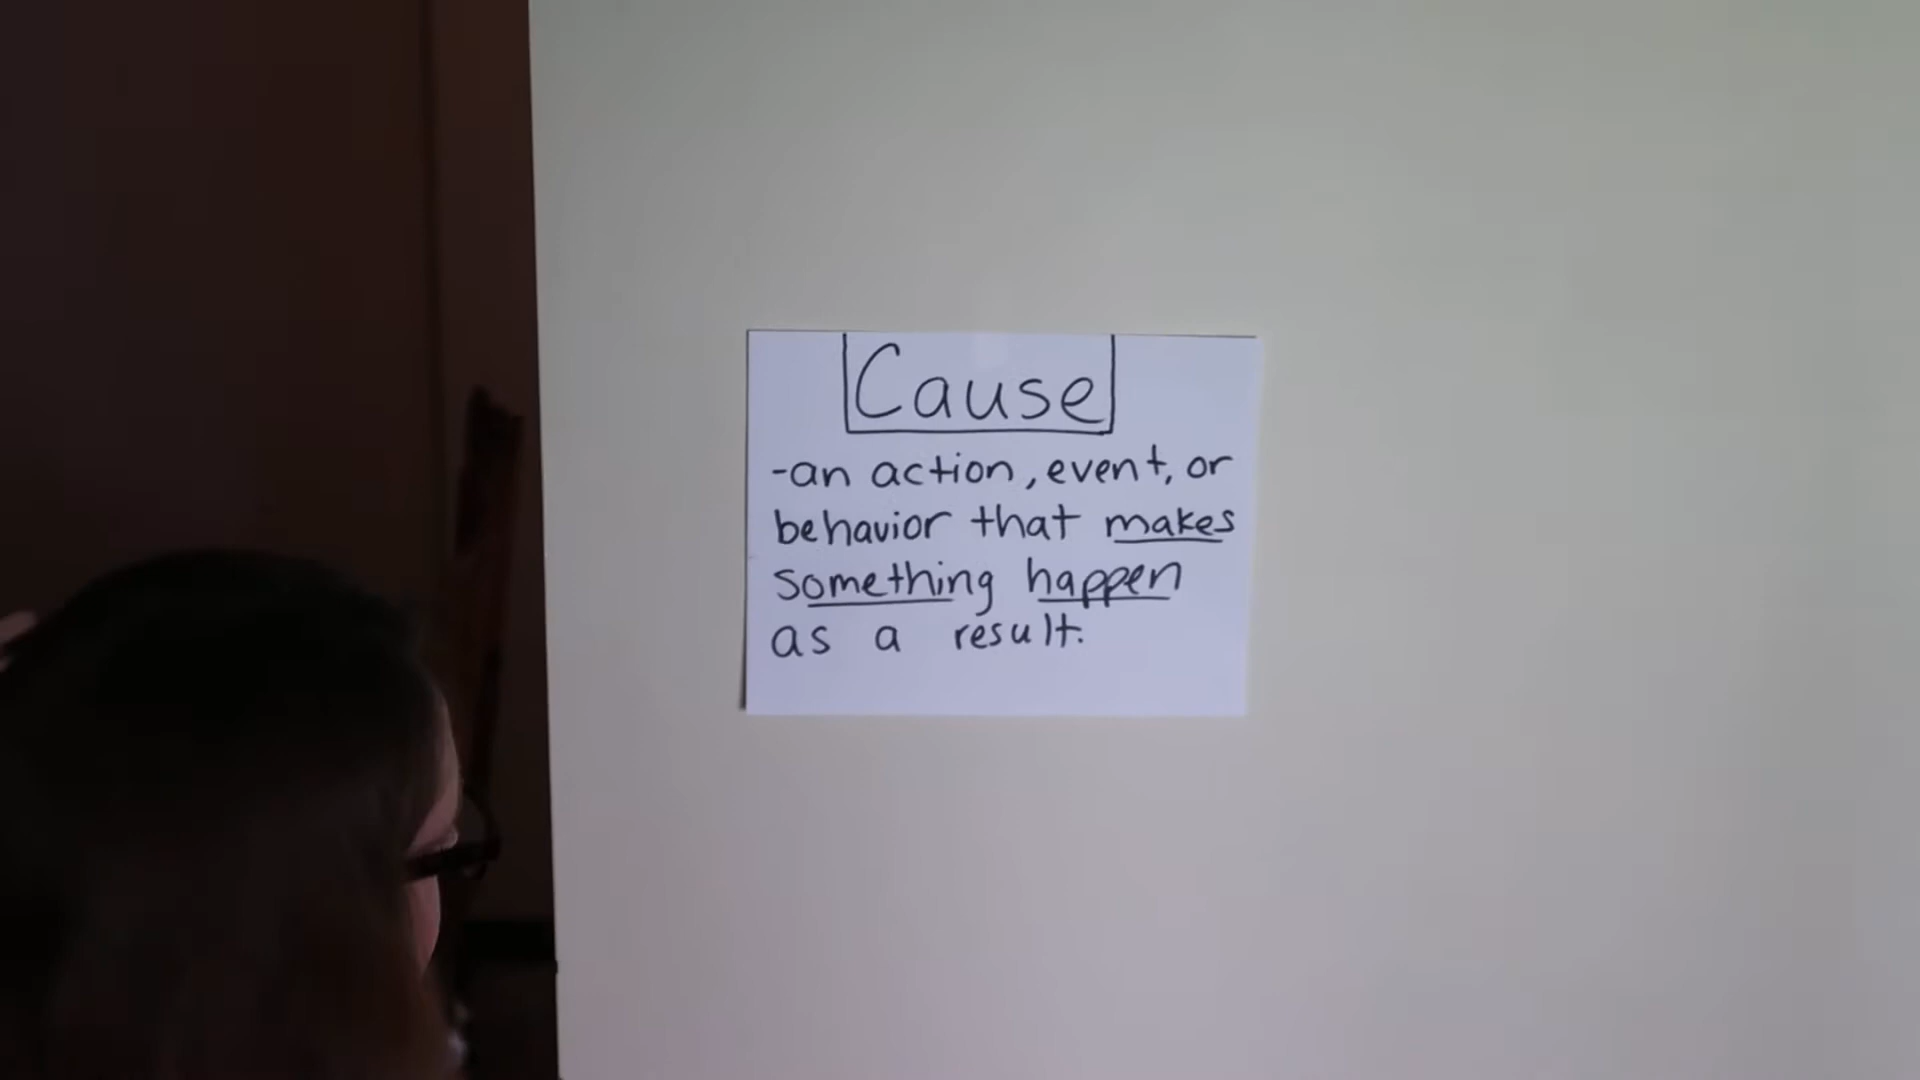 Cause
-an action, event, or
behavior that makes
something happen
as a result.